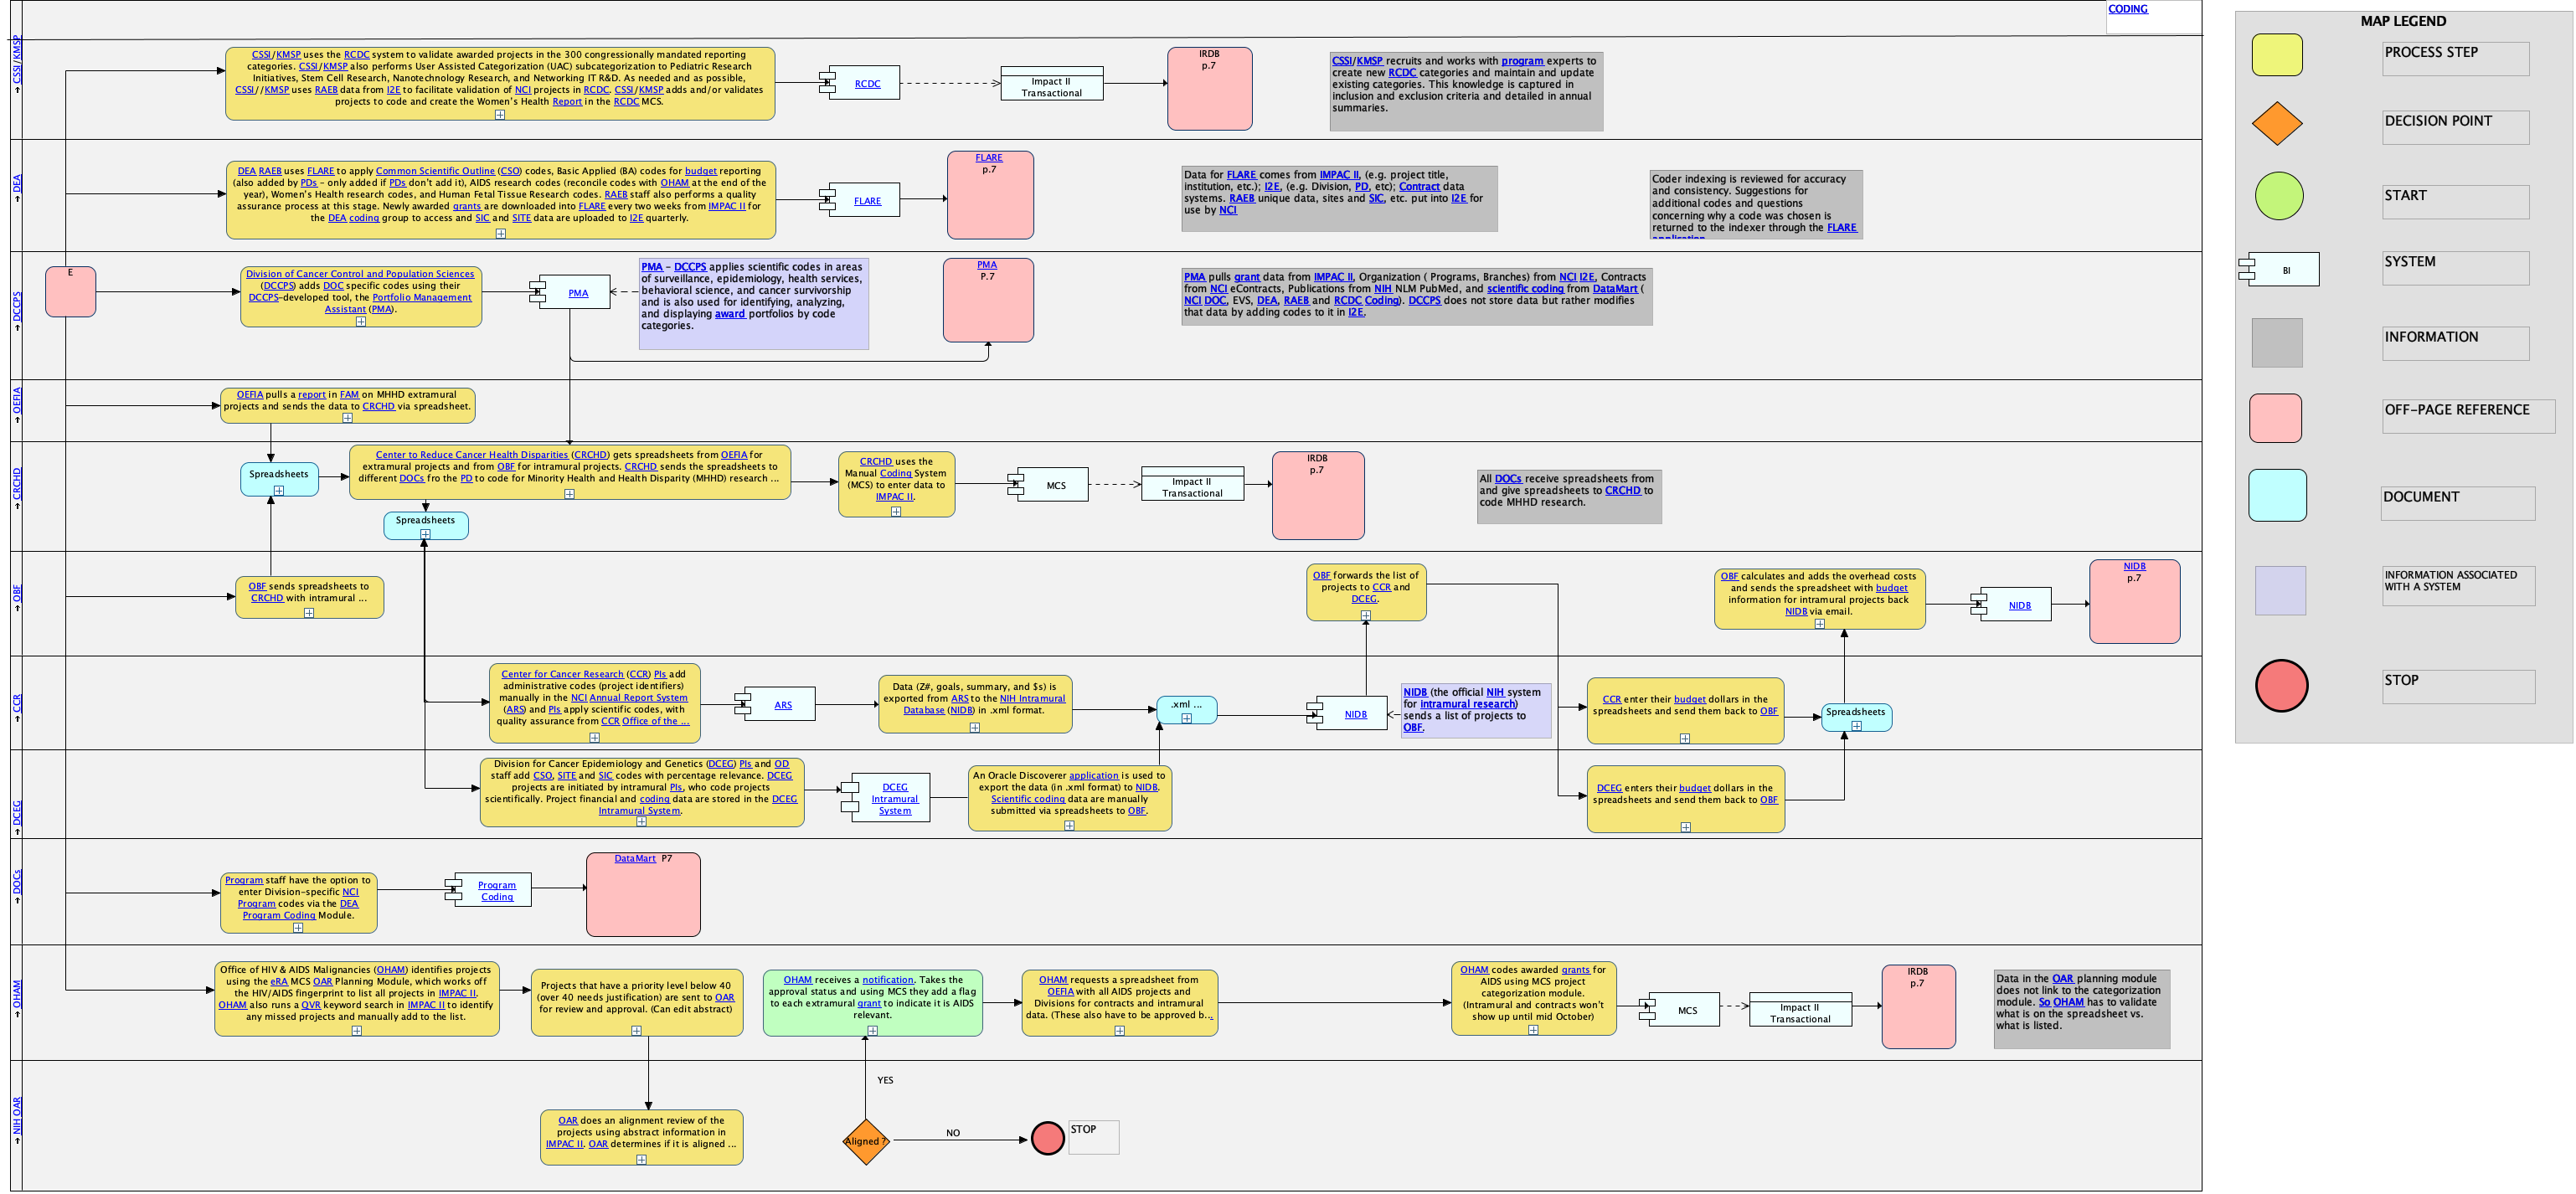 CODING
CSSI/KMSP
CSSI/KMSP uses the RCDC system to validate awarded projects in the 300 congressionally mandated reporting
categories. CSSI/KMSP also performs User Assisted Categorization (UAC) subcategorization to Pediatric Research
Initiatives, Stem Cell Research, Nanotechnology Research, and Networking IT R&D. As needed and as possible,
CSSI//KMSP uses RAEB data from I2E to facilitate validation of NCI projects in RCDC. CSSI/KMSP adds and/or validates
projects to code and create the Women's Health Report in the RCDC MCS.
RCDC
Impact II
Transactional
IRDB
p.7
CSSI/KMSP recruits and works with program experts to
create new RCDC categories and maintain and update
existing categories. This knowledge is captured in
inclusion and exclusion criteria and detailed in annual
summaries.
DEA
DEA RAEB uses FLARE to apply Common Scientific Outline (CSO) codes, Basic Applied (BA) codes for budget reporting
(also added by PDs - only added if PDs don't add it), AIDS research codes (reconcile codes with OHAM at the end of the
year), Women's Health research codes, and Human Fetal Tissue Research codes. RAEB staff also performs a quality
assurance process at this stage. Newly awarded grants are downloaded into FLARE every two weeks from IMPAC II for
the DEA coding group to access and SIC and SITE data are uploaded to I2E quarterly.
FLARE
FLARE
p.7
Data for FLARE comes from IMPAC II, (e.g. project title,
institution, etc.); I2E, (e.g. Division, PD, etc); Contract data
systems. RAEB unique data, sites and SIC, etc. put into I2E for
use by NCI
Coder indexing is reviewed for accuracy
and consistency. Suggestions for
additional codes and questions
concerning why a code was chosen is
returned to the indexer through the FLARE
application.
DCCPS
E
Division of Cancer Control and Population Sciences
(DCCPS) adds DOC specific codes using their
DCCPS-developed tool, the Portfolio Management
Assistant (PMA).
PMA
PMA - DCCPS applies scientific codes in areas
of surveillance, epidemiology, health services,
behavioral science, and cancer survivorship
and is also used for identifying, analyzing,
and displaying award portfolios by code
categories.
PMA
P.7
PMA pulls grant data from IMPAC II, Organization ( Programs, Branches) from NCI I2E, Contracts
from NCI eContracts, Publications from NIH NLM PubMed, and scientific coding from DataMart (
NCI DOC, EVS, DEA, RAEB and RCDC Coding). DCCPS does not store data but rather modifies
that data by adding codes to it in I2E.
OEFIA
OEFIA pulls a report in FAM on MHHD extramural
projects and sends the data to CRCHD via spreadsheet.
CRCHD
Spreadsheets
Center to Reduce Cancer Health Disparities (CRCHD) gets spreadsheets from OEFIA for
extramural projects and from OBF for intramural projects. CRCHD sends the spreadsheets to
different DOCs fro the PD to code for Minority Health and Health Disparity (MHHD) research ...
Spreadsheets
CRCHD uses the
Manual Coding System
(MCS) to enter data to
IMPAC II.
MCS
Impact II
Transactional
IRDB
p.7
All DOCs receive spreadsheets from
and give spreadsheets to CRCHD to
code MHHD research.
OBF
OBF sends spreadsheets to
CRCHD with intramural ...
OBF forwards the list of
projects to CCR and
DCEG.
OBF calculates and adds the overhead costs
and sends the spreadsheet with budget
information for intramural projects back
NIDB via email.
NIDB
NIDB
p.7
CCR
Center for Cancer Research (CCR) PIs add
administrative codes (project identifiers)
manually in the NCI Annual Report System
(ARS) and PIs apply scientific codes, with
quality assurance from CCR Office of the ...
ARS
Data (Z#, goals, summary, and $s) is
exported from ARS to the NIH Intramural
Database (NIDB) in .xml format.
.xml ...
NIDB
NIDB (the official NIH system
for intramural research)
sends a list of projects to
OBF.
CCR enter their budget dollars in the
spreadsheets and send them back to OBF
Spreadsheets
DCEG
Division for Cancer Epidemiology and Genetics (DCEG) PIs and OD
staff add CSO, SITE and SIC codes with percentage relevance. DCEG
projects are initiated by intramural PIs, who code projects
scientifically. Project financial and coding data are stored in the DCEG
Intramural System.
DCEG
Intramural
System
An Oracle Discoverer application is used to
export the data (in .xml format) to NIDB.
Scientific coding data are manually
submitted via spreadsheets to OBF.
DCEG enters their budget dollars in the
spreadsheets and send them back to OBF
DOCs
Program staff have the option to
enter Division-specific NCI
Program codes via the DEA
Program Coding Module.
Program
Coding
DataMart P7
OHAM
Office of HIV & AIDS Malignancies (OHAM) identifies projects
using the eRA MCS OAR Planning Module, which works off
the HIV/AIDS fingerprint to list all projects in IMPAC II.
OHAM also runs a QVR keyword search in IMPAC II to identify
any missed projects and manually add to the list.
Projects that have a priority level below 40
(over 40 needs justification) are sent to OAR
for review and approval. (Can edit abstract)
OHAM receives a notification. Takes the
approval status and using MCS they add a flag
to each extramural grant to indicate it is AIDS
relevant.
OHAM requests a spreadsheet from
OEFIA with all AIDS projects and
Divisions for contracts and intramural
data. (These also have to be approved b...
OHAM codes awarded grants for
AIDS using MCS project
categorization module.
(Intramural and contracts won't
show up until mid October)
MCS
Impact II
Transactional
IRDB
p.7
Data in the OAR planning module
does not link to the categorization
module. So OHAM has to validate
what is on the spreadsheet vs.
what is listed.
NIH OAR
OAR does an alignment review of the
projects using abstract information in
IMPAC II. OAR determines if it is aligned ...
Aligned ?
YES
NO
STOP
MAP LEGEND
PROCESS STEP
DECISION POINT
START
BI
SYSTEM
INFORMATION
OFF-PAGE REFERENCE
DOCUMENT
INFORMATION ASSOCIATED
WITH A SYSTEM
STOP